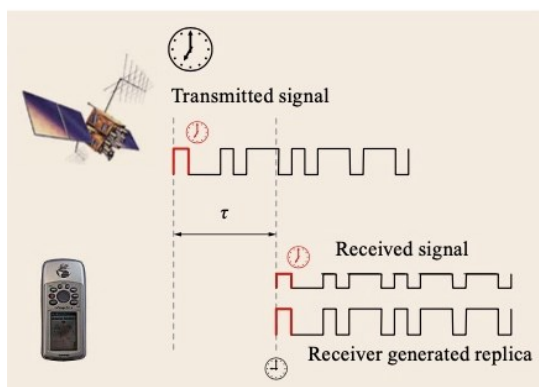 Transmitted signal
τ
Received signal
Receiver generated replica